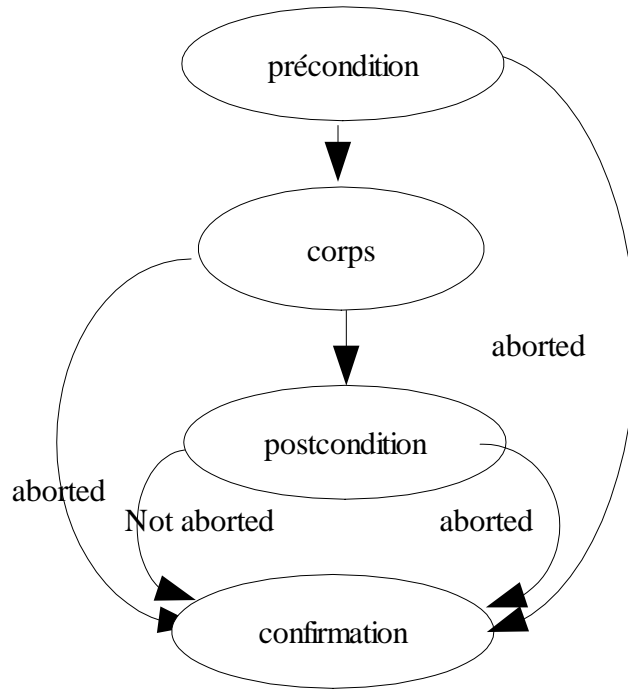 précondition
corps
aborted
postcondition
aborted
Not aborted
aborted
confirmation